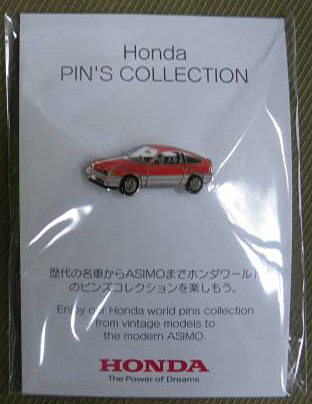 Honda
PIN'S COLLECTION
歴代の名車からASIMOまでホンダワールド
のピンズコレクションを楽しもう。
Enjoy our Honda world pins collection
from vintage models to
the modern ASIMO.
HONDA
The Power of Dreams